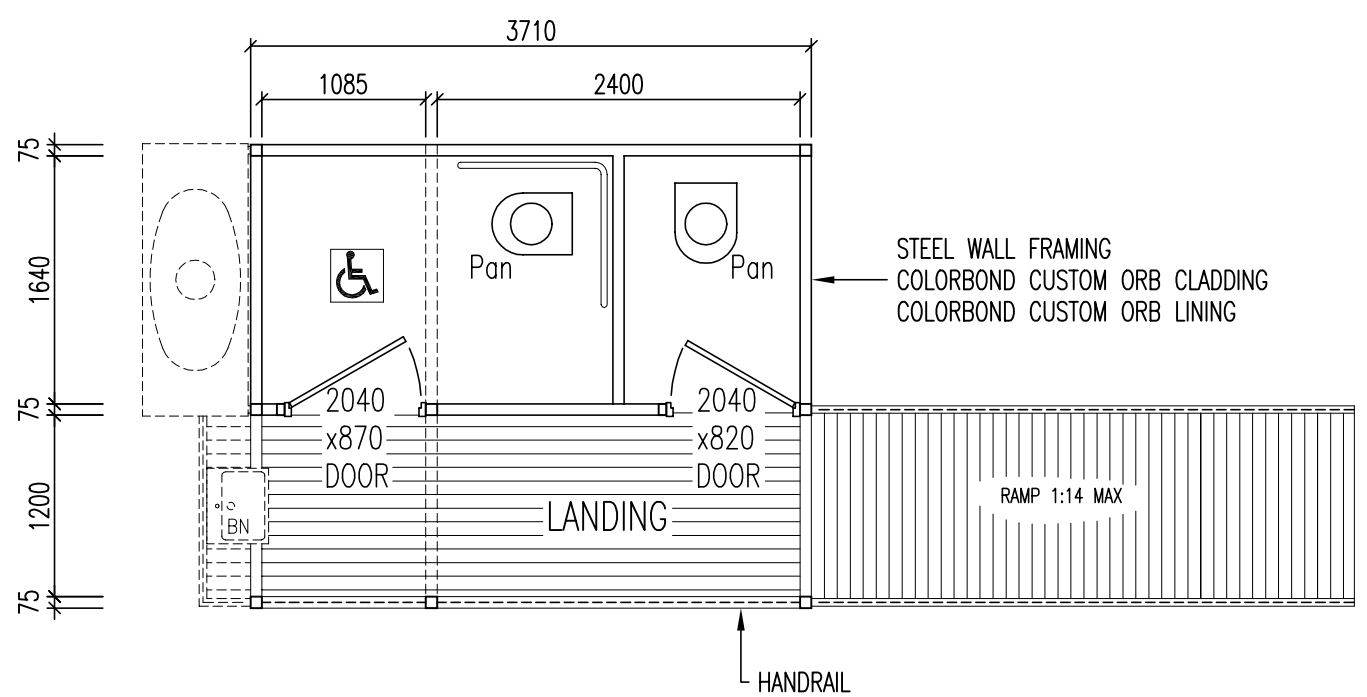 3710
1085
2400
75
1640
75
1200
75
Pan
Pan
STEEL WALL FRAMING
COLORBOND CUSTOM ORB CLADDING
COLORBOND CUSTOM ORB LINING
2040
x870
DOOR
2040
x820
DOOR
BN
LANDING
RAMP 1:14 MAX
HANDRAIL